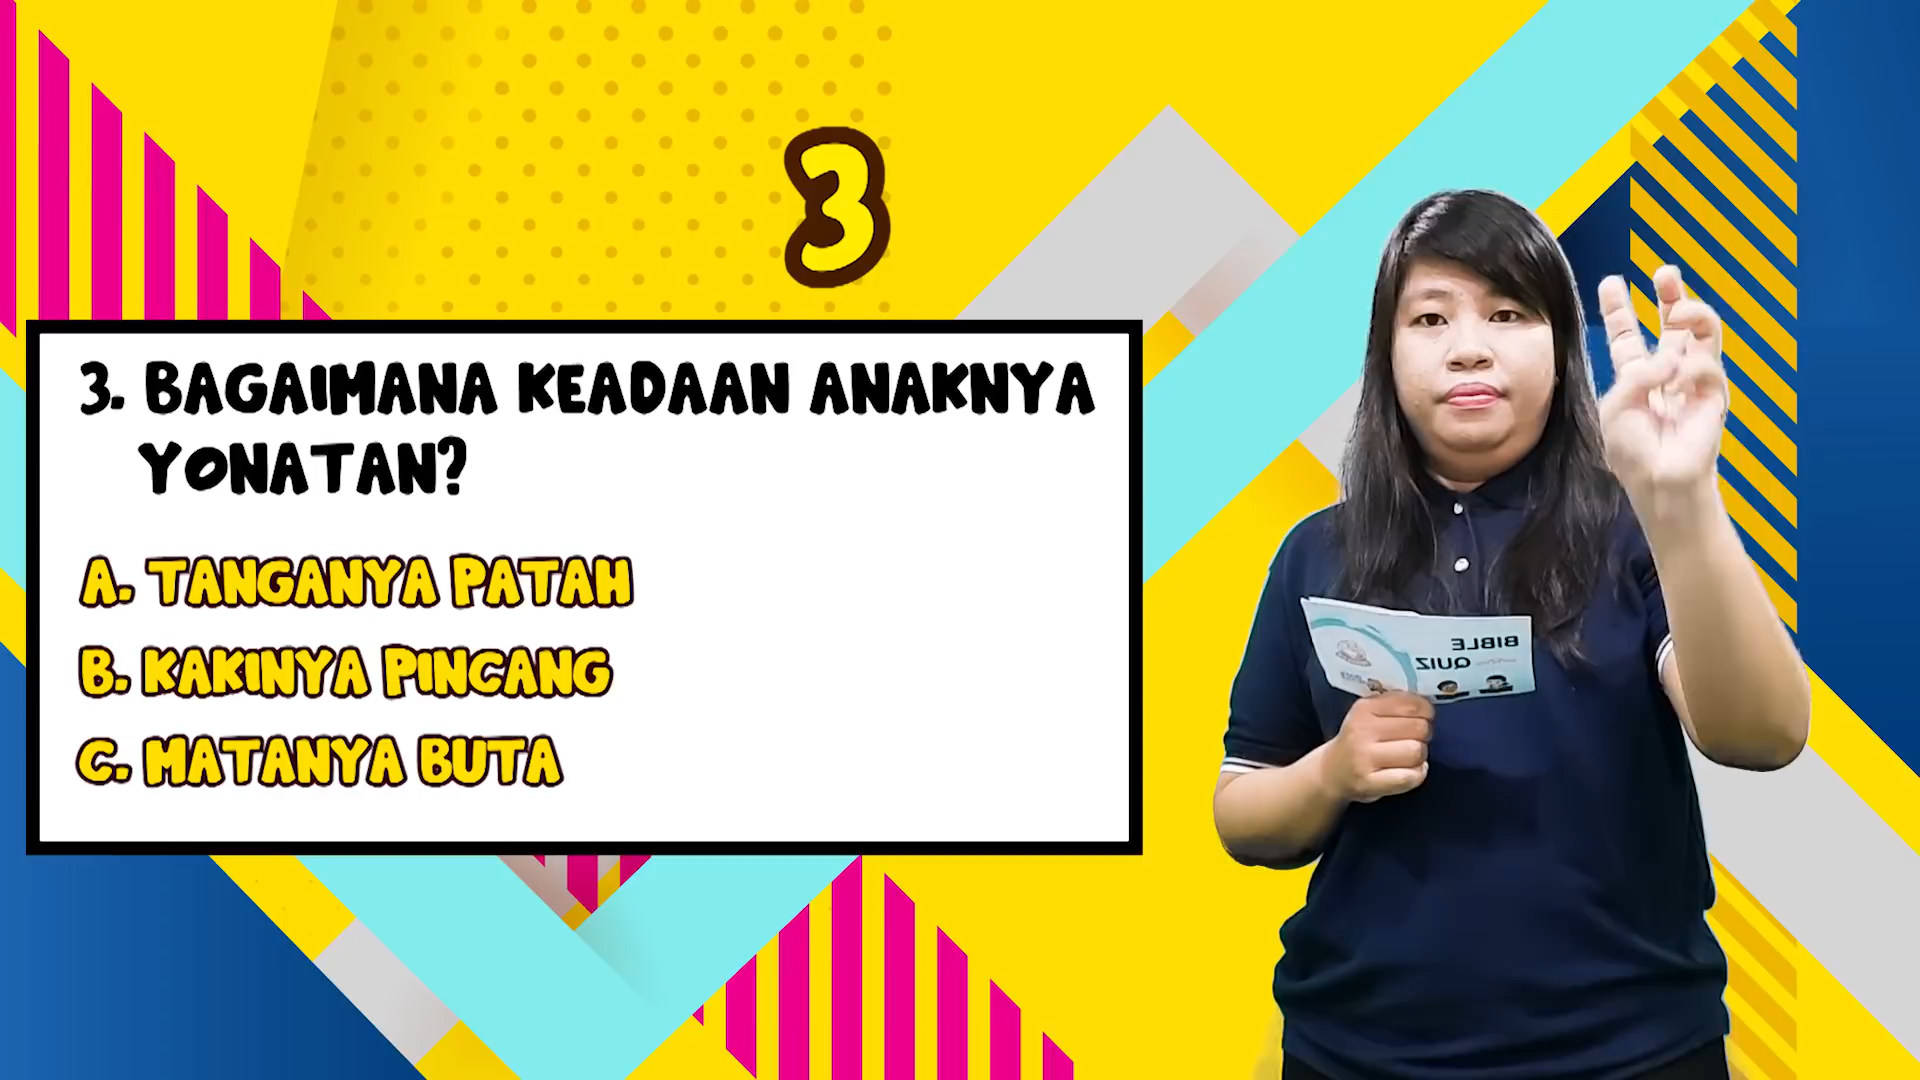 3
3. BAGAIMANA KEADAAN ANAKNYA
YONATAN?
A. TANGANYA PATAH
B. KAKINYA PINCANG
C. MATANYA BUTA
BIBLE
QUIZ